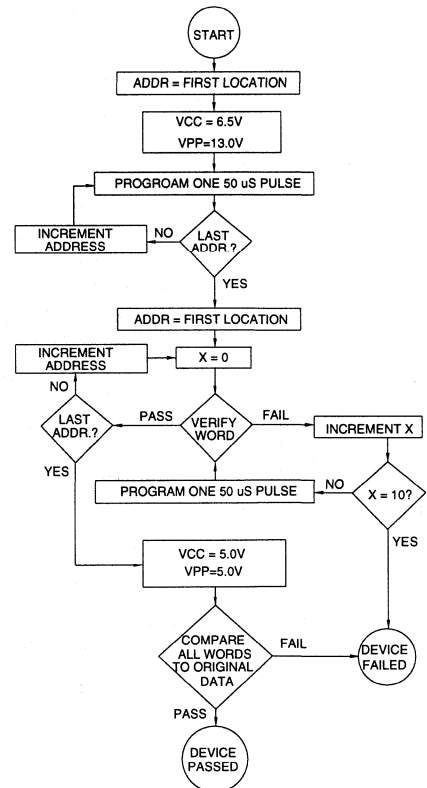 START
ADDR = FIRST LOCATION
VCC = 6.5V
VPP=13.0V
PROGROAM ONE 50 uS PULSE
INCREMENT
ADDRESS
NO
LAST
ADDR.?
YES
ADDR = FIRST LOCATION
INCREMENT
ADDRESS
X = 0
NO
LAST
ADDR.?
PASS
VERIFY
WORD
FAIL
INCREMENT X
YES
PROGRAM ONE 50 uS PULSE
NO
X = 10?
YES
VCC = 5.0V
VPP=5.0V
COMPARE
ALL WORDS
TO ORIGINAL
DATA
FAIL
DEVICE
FAILED
PASS
DEVICE
PASSED